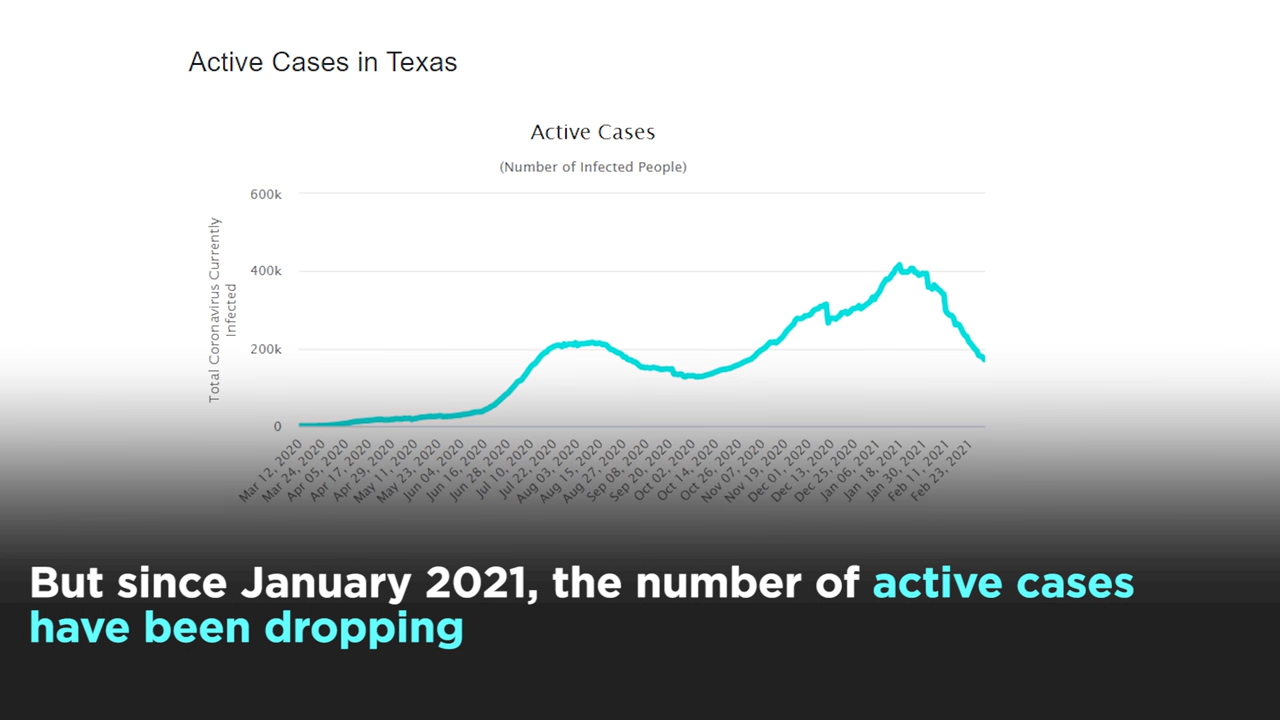 Active Cases in Texas
Active Cases
(Number of Infected People)
Total Coronavirus Currently
Infected
600k
400k
200k
0
Mar 12, 2020
Mar 24, 2020
Apr 05, 2020
Apr 17, 2020
Apr 29, 2020
May 11, 2020
May 23, 2020
Jun 04, 2020
Jun 16, 2020
Jun 28, 2020
Jul 10, 2020
Jul 22, 2020
Aug 03, 2020
Aug 15, 2020
Aug 27, 2020
Sep 08, 2020
Sep 20, 2020
Oct 02, 2020
Oct 14, 2020
Oct 26, 2020
Nov 07, 2020
Nov 19, 2020
Dec 01, 2020
Dec 13, 2020
Dec 25, 2020
Jan 06, 2021
Jan 18, 2021
Jan 30, 2021
Feb 11, 2021
Feb 23, 2021
But since January 2021, the number of active cases
have been dropping